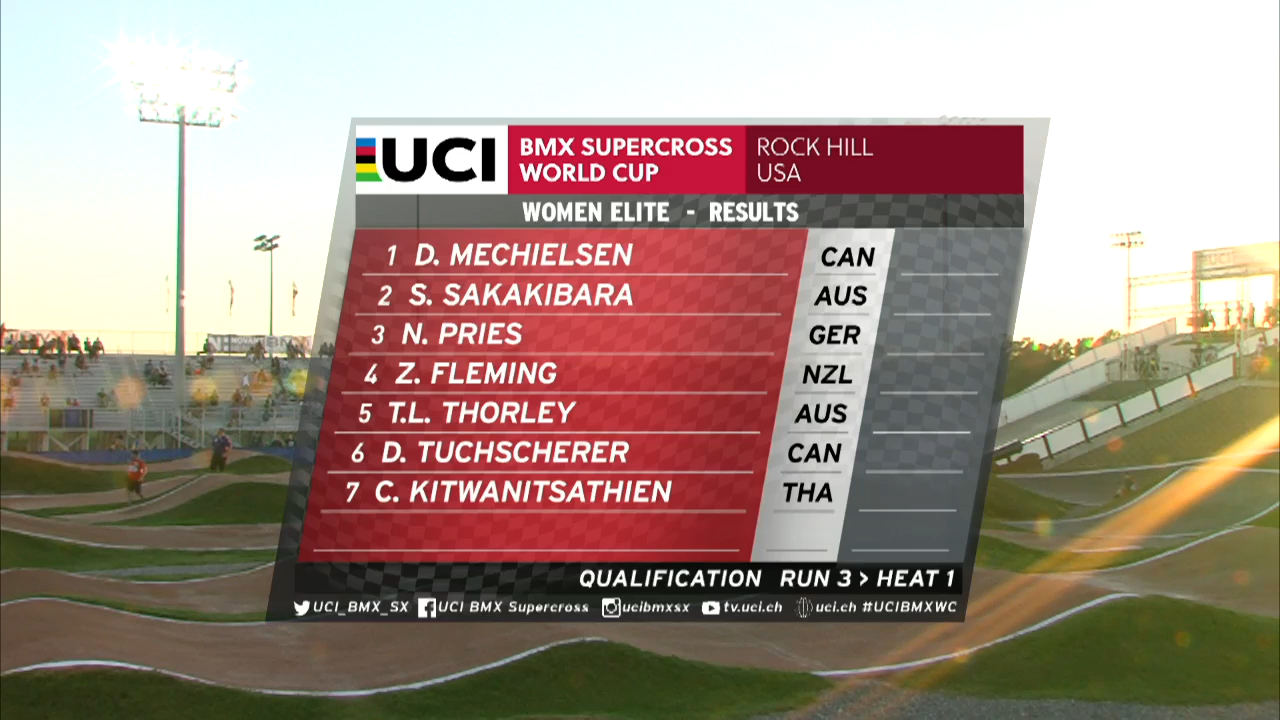 UCI
BMX SUPERCROSS
WORLD CUP
ROCK HILL
USA
WOMEN ELITE - RESULTS
1 D. MECHIELSEN CAN
2 S. SAKAKIBARA AUS
3 N. PRIES GER
4 Z. FLEMING NZL
5 T.L. THORLEY AUS
6 D. TUCHSCHERER CAN
7 C. KITWANITSATHIEN THA
QUALIFICATION RUN 3 > HEAT 1
UCI_BMX_SX UCI BMX Supercross ucibmxsx tv.uci.ch uci.ch #UCIBMXWC